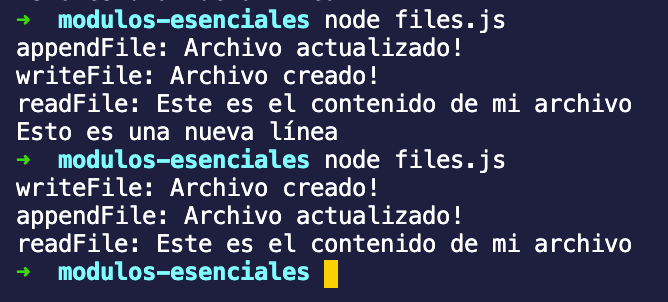 ➜ modulos-esenciales node files.js
appendFile: Archivo actualizado!
writeFile: Archivo creado!
readFile: Este es el contenido de mi archivo
Esto es una nueva línea
➜ modulos-esenciales node files.js
writeFile: Archivo creado!
appendFile: Archivo actualizado!
readFile: Este es el contenido de mi archivo
➜ modulos-esenciales